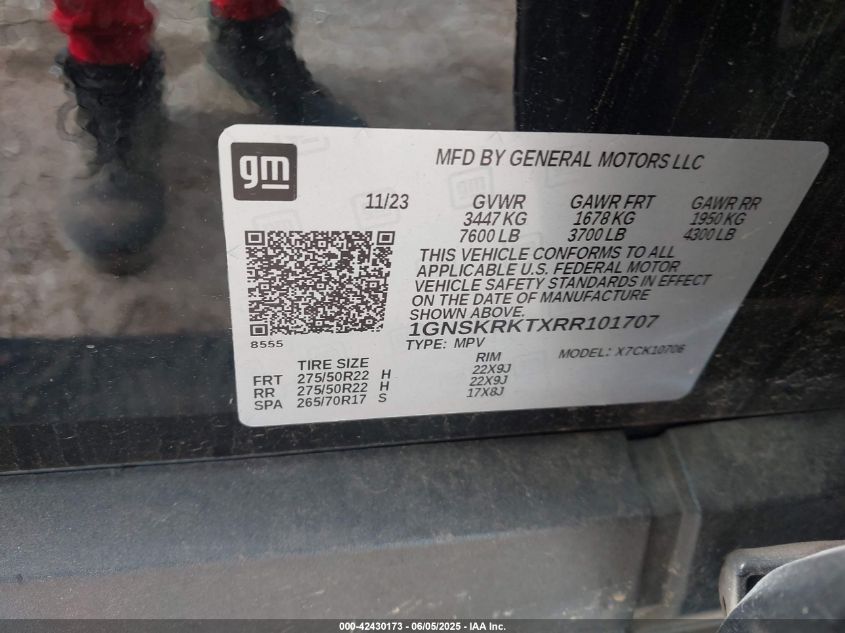 gm
MFD BY GENERAL MOTORS LLC
11/23 GVWR GAWR FRT GAWR RR
3447 KG 1678 KG 1950 KG
7600 LB 3700 LB 4300 LB
THIS VEHICLE CONFORMS TO ALL
APPLICABLE U.S. FEDERAL MOTOR
VEHICLE SAFETY STANDARDS IN EFFECT
ON THE DATE OF MANUFACTURE
SHOWN ABOVE.
1GNSKRKTXRR101707
8555
TYPE: MPV MODEL: X7CK10706
TIRE SIZE RIM
FRT 275/50R22 H 22X9J
RR 275/50R22 H 22X9J
SPA 265/70R17 S 17X8J
000-42430173 - 06/05/2025 - IAA Inc.